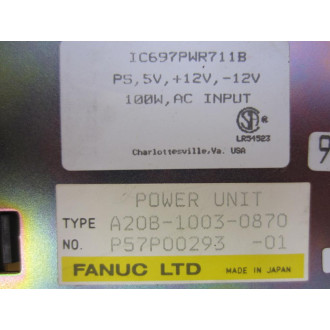 IC697PWR711B
PS, 5V, +12V, -12V
100W, AC INPUT
LR54523
Charlottesville, Va. USA
POWER UNIT
TYPE A20B-1003-0870
NO. P57P00293 -01
FANUC LTD MADE IN JAPAN